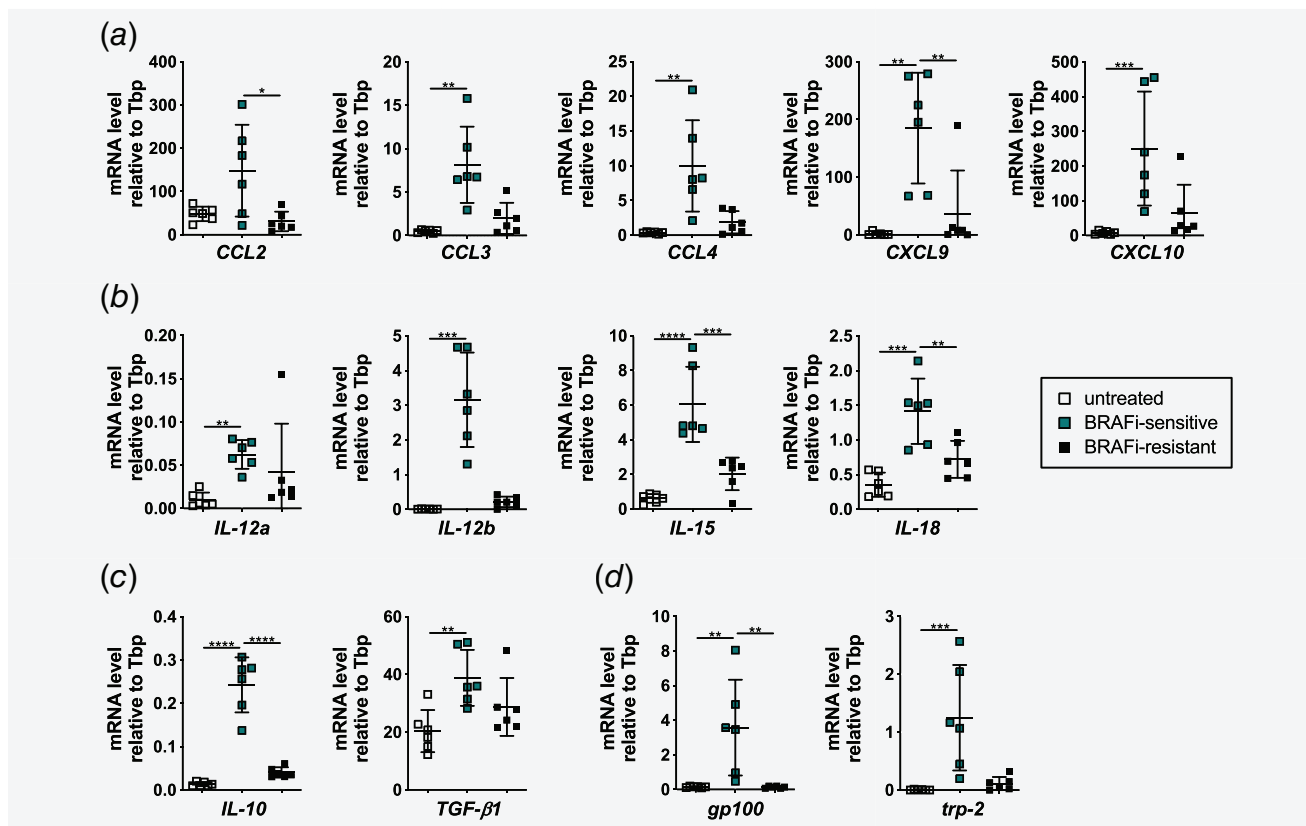 (a)
mRNA level
relative to Tbp
400
300
200
100
0
*
CCL2
mRNA level
relative to Tbp
20
15
10
5
0
**
CCL3
mRNA level
relative to Tbp
25
20
15
10
5
0
**
CCL4
mRNA level
relative to Tbp
300
200
100
0
** **
CXCL9
mRNA level
relative to Tbp
500
400
300
200
100
0
***
CXCL10
(b)
mRNA level
relative to Tbp
0.20
0.15
0.10
0.05
0.00
**
IL-12a
mRNA level
relative to Tbp
5
4
3
2
1
0
***
IL-12b
mRNA level
relative to Tbp
10
8
6
4
2
0
**** ***
IL-15
mRNA level
relative to Tbp
2.5
2.0
1.5
1.0
0.5
0.0
*** **
IL-18
untreated
BRAFi-sensitive
BRAFi-resistant
(c)
mRNA level
relative to Tbp
0.4
0.3
0.2
0.1
0.0
**** ****
IL-10
mRNA level
relative to Tbp
60
40
20
0
**
TGF-β1
(d)
mRNA level
relative to Tbp
10
8
6
4
2
0
** **
gp100
mRNA level
relative to Tbp
3
2
1
0
***
trp-2